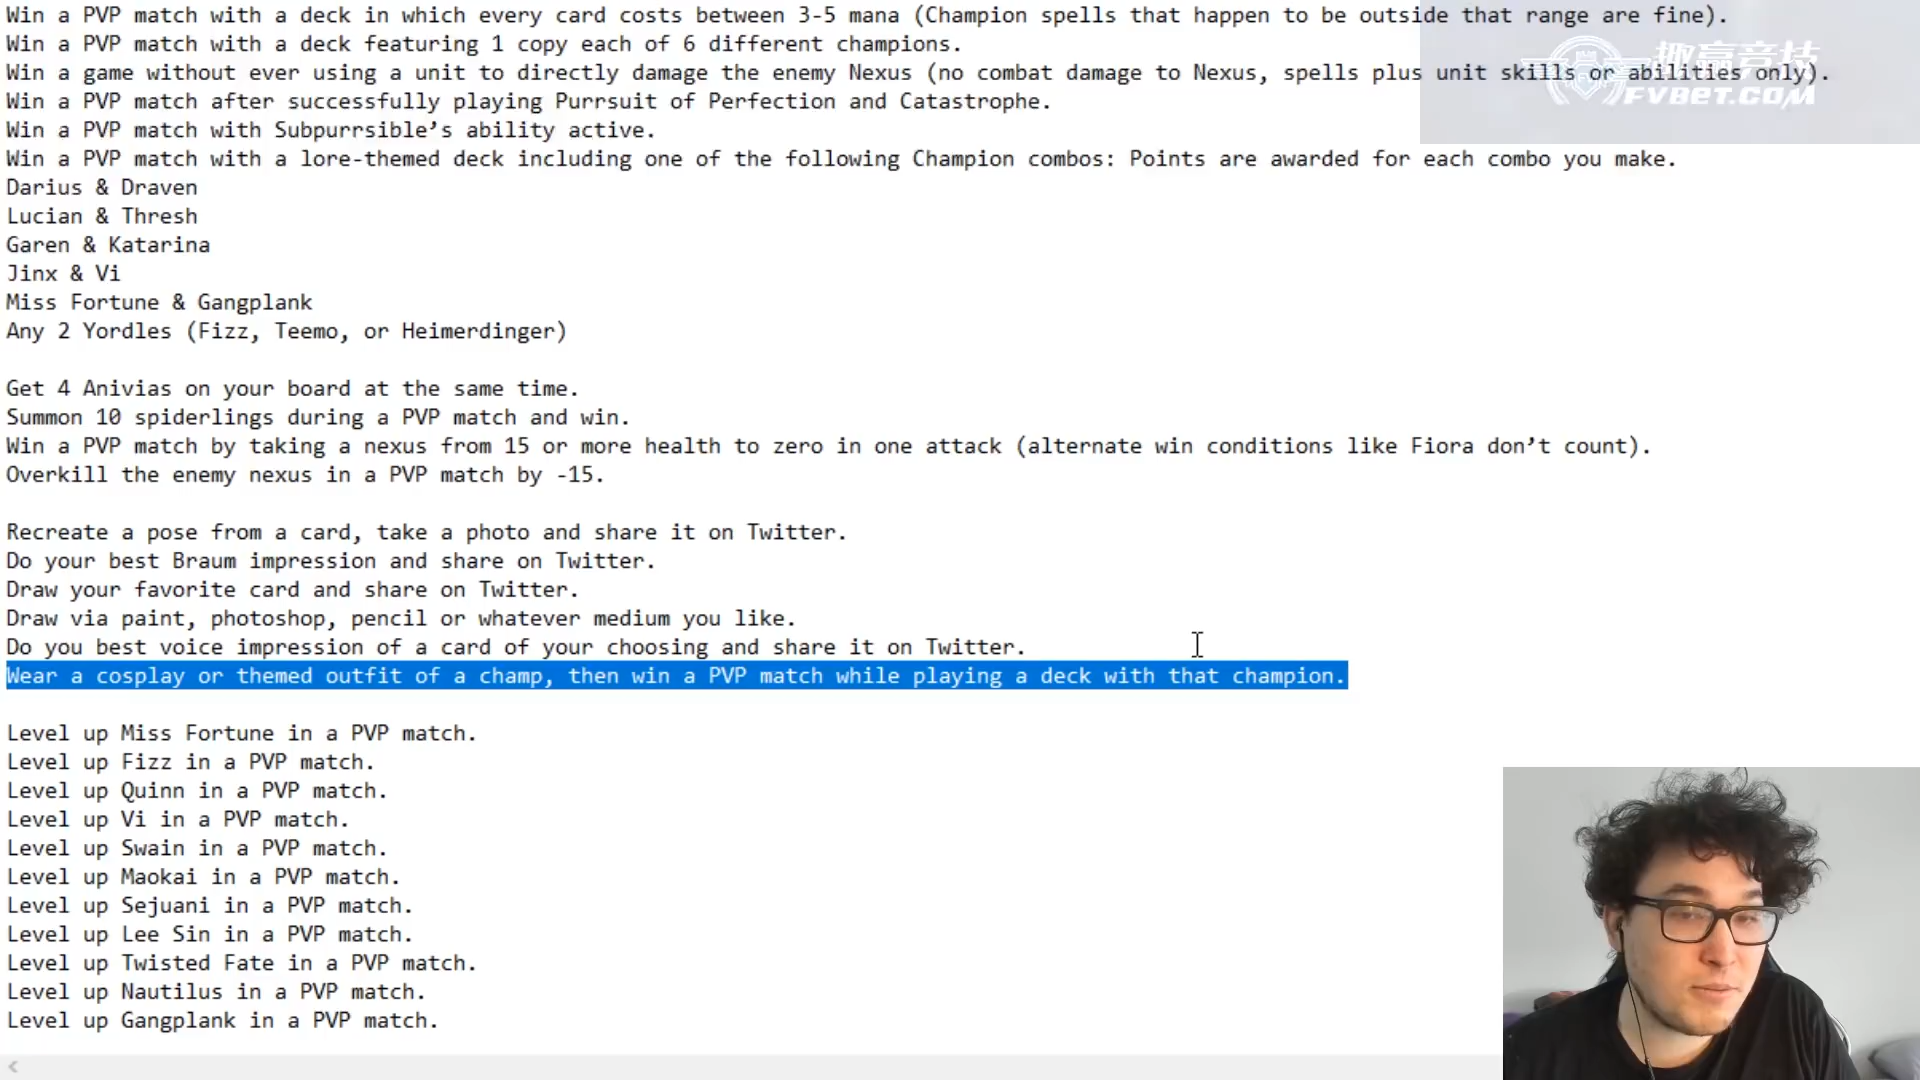 Win a PVP match with a deck in which every card costs between 3-5 mana (Champion spells that happen to be outside that range are fine).
Win a PVP match with a deck featuring 1 copy each of 6 different champions.
Win a game without ever using a unit to directly damage the enemy Nexus (no combat damage to Nexus, spells plus unit skills or abilities only).
Win a PVP match after successfully playing Purrsuit of Perfection and Catastrophe.
Win a PVP match with Subpurrsible’s ability active.
Win a PVP match with a lore-themed deck including one of the following Champion combos: Points are awarded for each combo you make.
Darius & Draven
Lucian & Thresh
Garen & Katarina
Jinx & Vi
Miss Fortune & Gangplank
Any 2 Yordles (Fizz, Teemo, or Heimerdinger)
Get 4 Anivias on your board at the same time.
Summon 10 spiderlings during a PVP match and win.
Win a PVP match by taking a nexus from 15 or more health to zero in one attack (alternate win conditions like Fiora don’t count).
Overkill the enemy nexus in a PVP match by -15.
Recreate a pose from a card, take a photo and share it on Twitter.
Do your best Braum impression and share on Twitter.
Draw your favorite card and share on Twitter.
Draw via paint, photoshop, pencil or whatever medium you like.
Do you best voice impression of a card of your choosing and share it on Twitter.
Wear a cosplay or themed outfit of a champ, then win a PVP match while playing a deck with that champion.
Level up Miss Fortune in a PVP match.
Level up Fizz in a PVP match.
Level up Quinn in a PVP match.
Level up Vi in a PVP match.
Level up Swain in a PVP match.
Level up Maokai in a PVP match.
Level up Sejuani in a PVP match.
Level up Lee Sin in a PVP match.
Level up Twisted Fate in a PVP match.
Level up Nautilus in a PVP match.
Level up Gangplank in a PVP match.
趣赢竞技
FVBET.COM